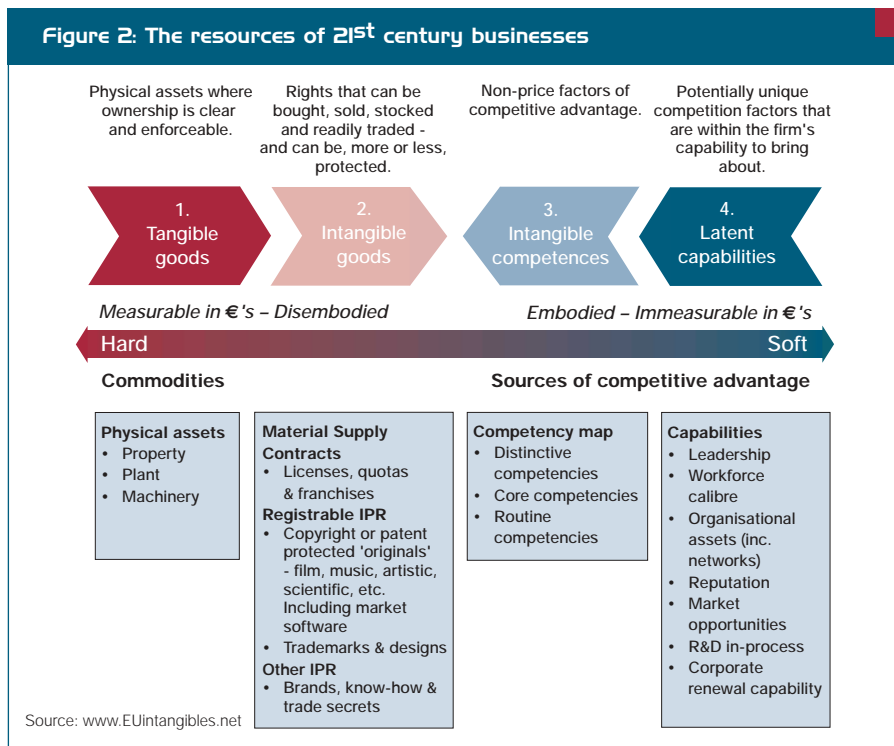 Figure 2: The resources of 21st century businesses
Physical assets where
ownership is clear
and enforceable.
Rights that can be
bought, sold, stocked
and readily traded -
and can be, more or less,
protected.
Non-price factors of
competitive advantage.
Potentially unique
competition factors that
are within the firm's
capability to bring
about.
1.
Tangible
goods
2.
Intangible
goods
3.
Intangible
competences
4.
Latent
capabilities
Measurable in €'s – Disembodied
Embodied – Immeasurable in €'s
Hard
Soft
Commodities
Sources of competitive advantage
Physical assets
• Property
• Plant
• Machinery
Material Supply
Contracts
• Licenses, quotas
& franchises
Registrable IPR
• Copyright or patent
protected 'originals'
- film, music, artistic,
scientific, etc.
Including market
software
• Trademarks & designs
Other IPR
• Brands, know-how &
trade secrets
Competency map
• Distinctive
competencies
• Core competencies
• Routine
competencies
Capabilities
• Leadership
• Workforce
calibre
• Organisational
assets (inc.
networks)
• Reputation
• Market
opportunities
• R&D in-process
• Corporate
renewal capability
Source: www.EUintangibles.net